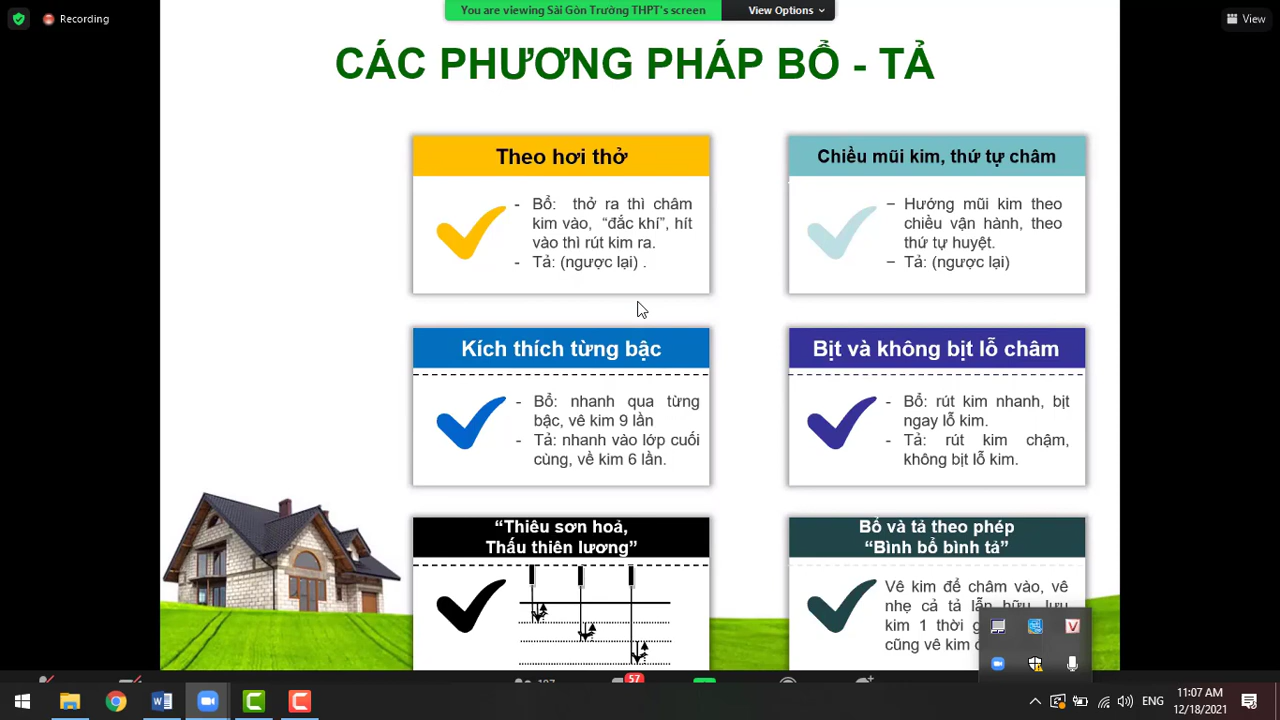 Recording
You are viewing Sài Gòn Trường THPT's screen
View Options
View
CÁC PHƯƠNG PHÁP BỔ - TẢ
Theo hơi thở
- Bổ: thở ra thì châm
kim vào, “đắc khí”, hít
vào thì rút kim ra.
- Tả: (ngược lại) .
Chiều mũi kim, thứ tự châm
– Hướng mũi kim theo
chiều vận hành, theo
thứ tự huyệt.
– Tả: (ngược lại)
Kích thích từng bậc
- Bổ: nhanh qua từng
bậc, vê kim 9 lần
- Tả: nhanh vào lớp cuối
cùng, về kim 6 lần.
Bịt và không bịt lỗ châm
- Bổ: rút kim nhanh, bịt
ngay lỗ kim.
- Tả: rút kim chậm,
không bịt lỗ kim.
“Thiêu sơn hoả,
Thấu thiên lương”
Bổ và tả theo phép
“Bình bổ bình tả”
Vê kim để châm vào, vê
nhẹ cả tả lẫn hữu, lưu
kim 1 thời
cũng vê kim
57
ENG
11:07 AM
12/18/2021